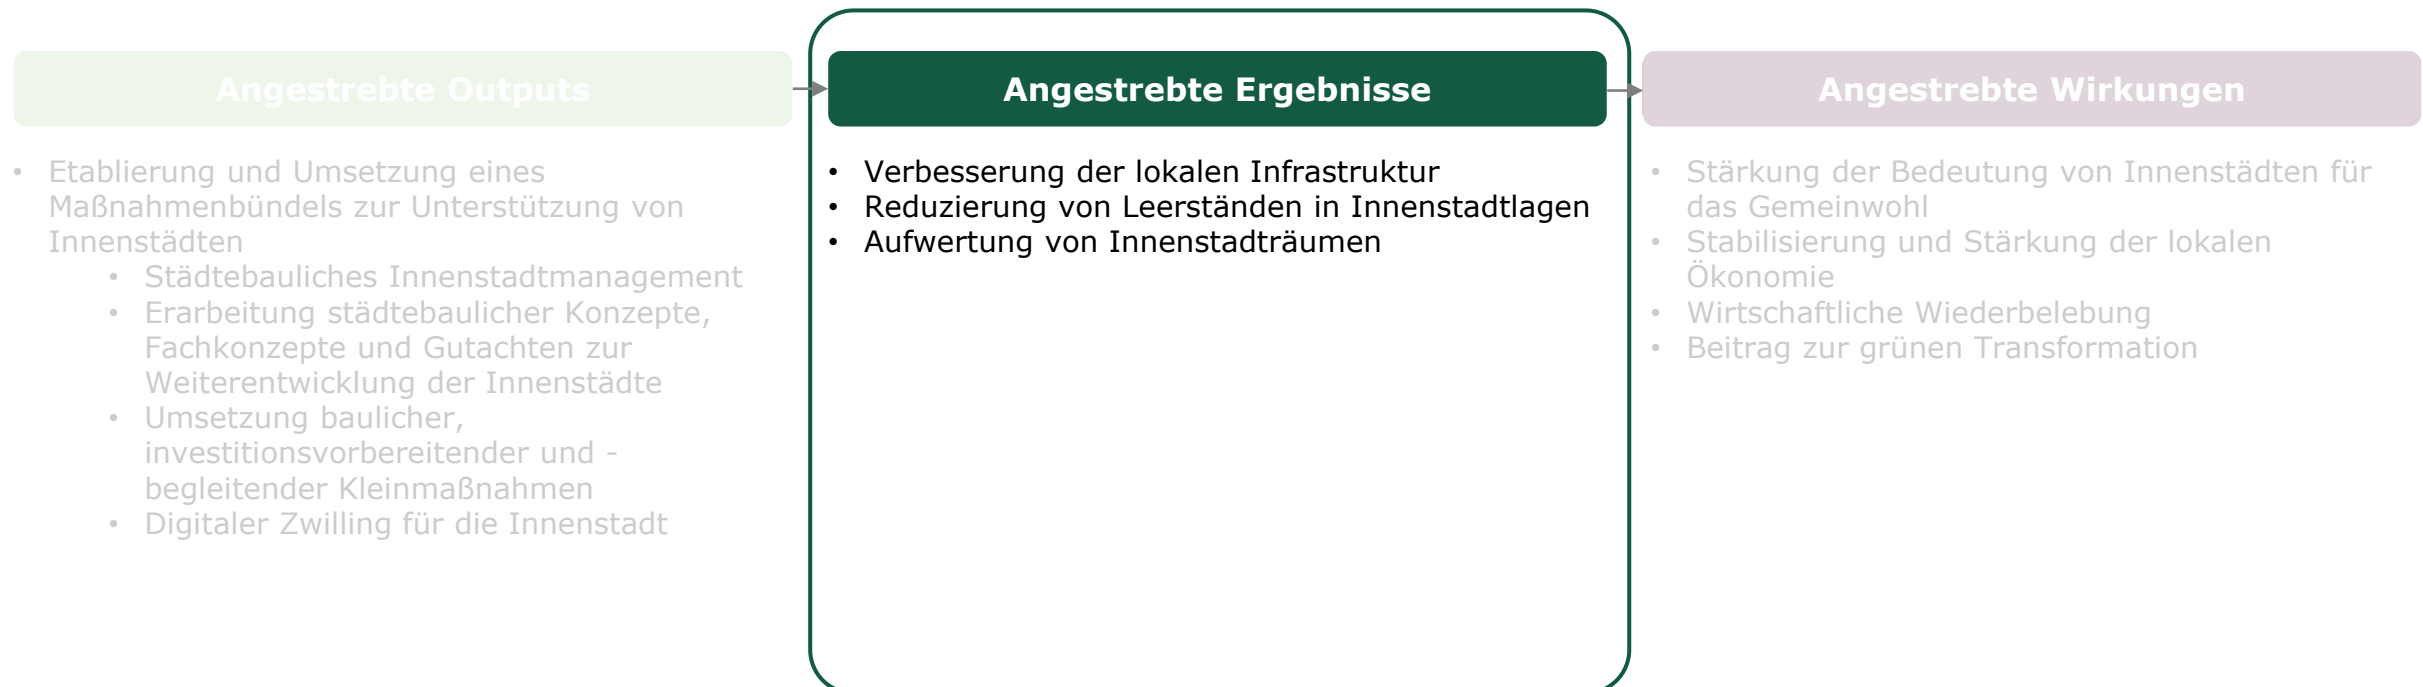 Angestrebte Outputs
• Etablierung und Umsetzung eines
Maßnahmenbündels zur Unterstützung von
Innenstädten
• Städtebauliches Innenstadtmanagement
• Erarbeitung städtebaulicher Konzepte,
Fachkonzepte und Gutachten zur
Weiterentwicklung der Innenstädte
• Umsetzung baulicher,
investitionsvorbereitender und -
begleitender Kleinmaßnahmen
• Digitaler Zwilling für die Innenstadt
Angestrebte Ergebnisse
• Verbesserung der lokalen Infrastruktur
• Reduzierung von Leerständen in Innenstadtlagen
• Aufwertung von Innenstadträumen
Angestrebte Wirkungen
• Stärkung der Bedeutung von Innenstädten für
das Gemeinwohl
• Stabilisierung und Stärkung der lokalen
Ökonomie
• Wirtschaftliche Wiederbelebung
• Beitrag zur grünen Transformation